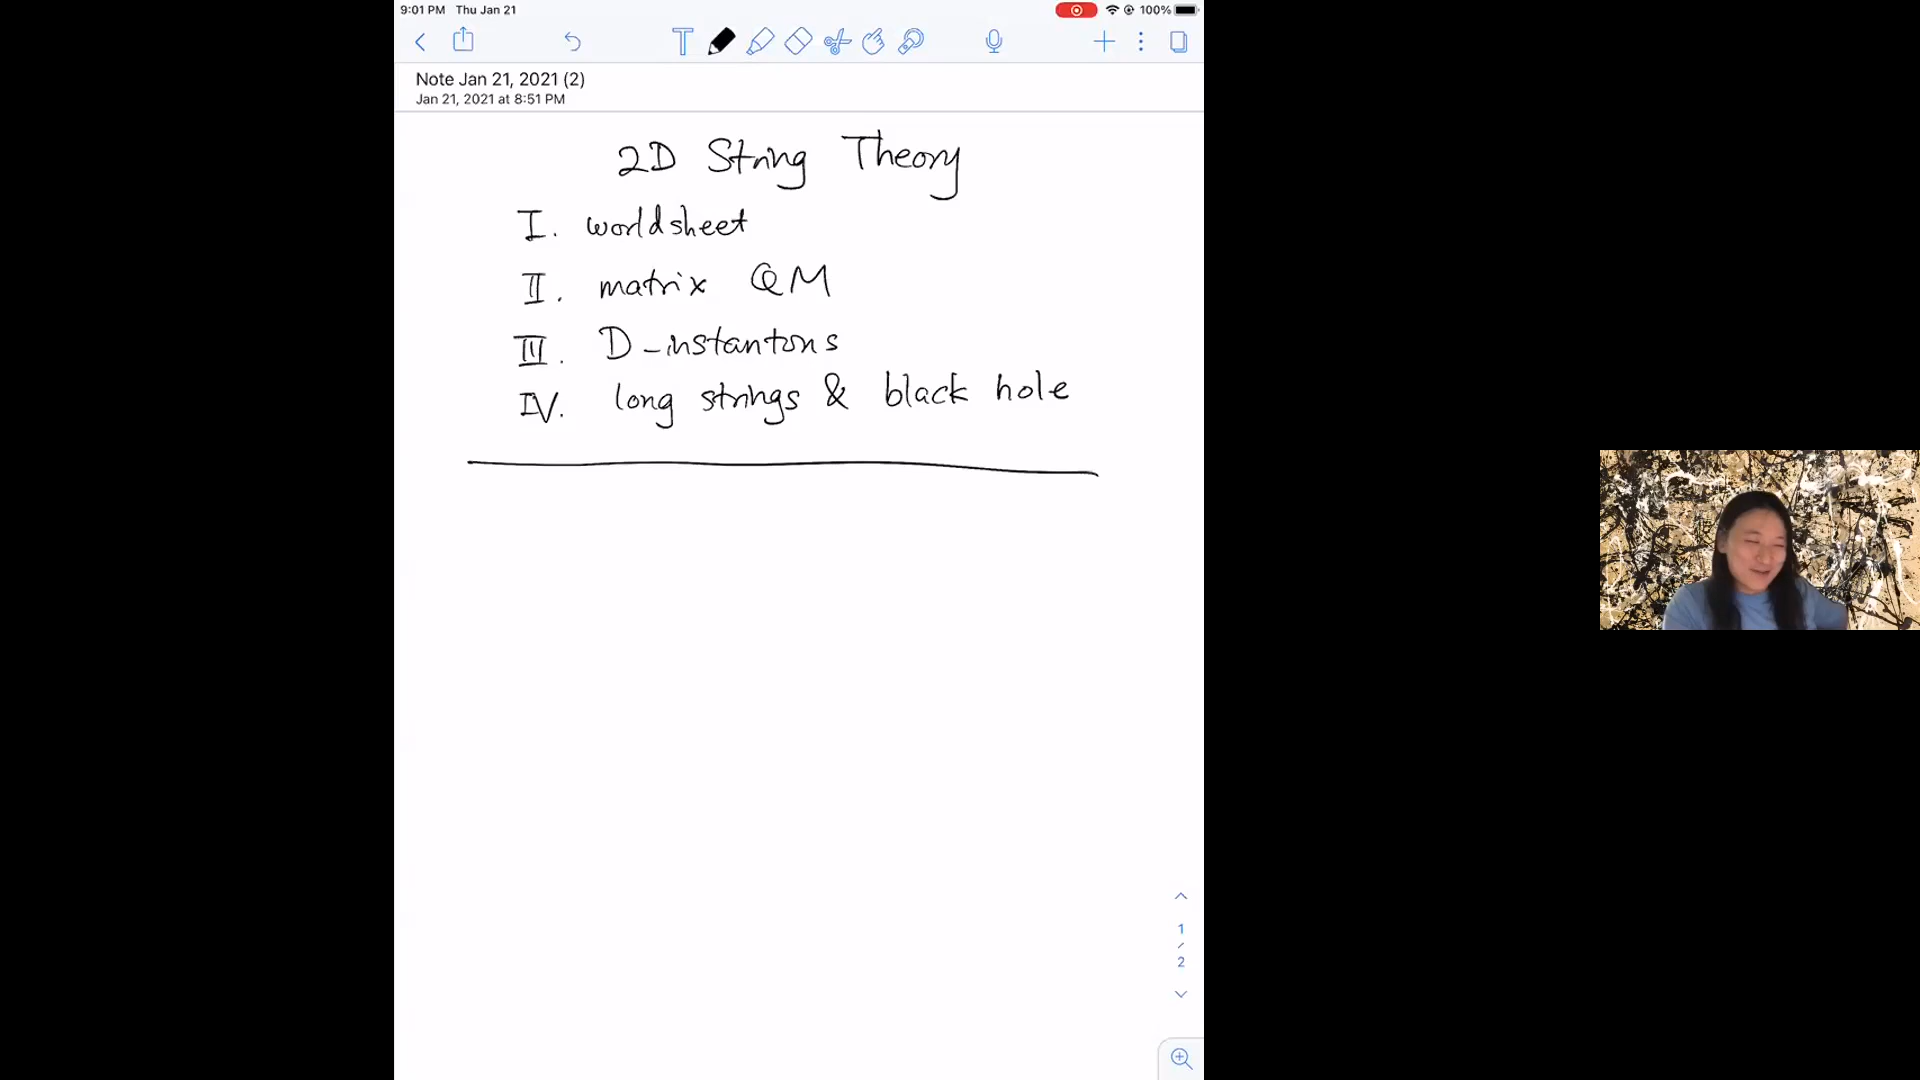 9:01 PM Thu Jan 21 100%
Note Jan 21, 2021 (2)
Jan 21, 2021 at 8:51 PM
2D String Theory
I. worldsheet
II. matrix QM
III. D-instantons
IV. long strings & black hole
1
/
2